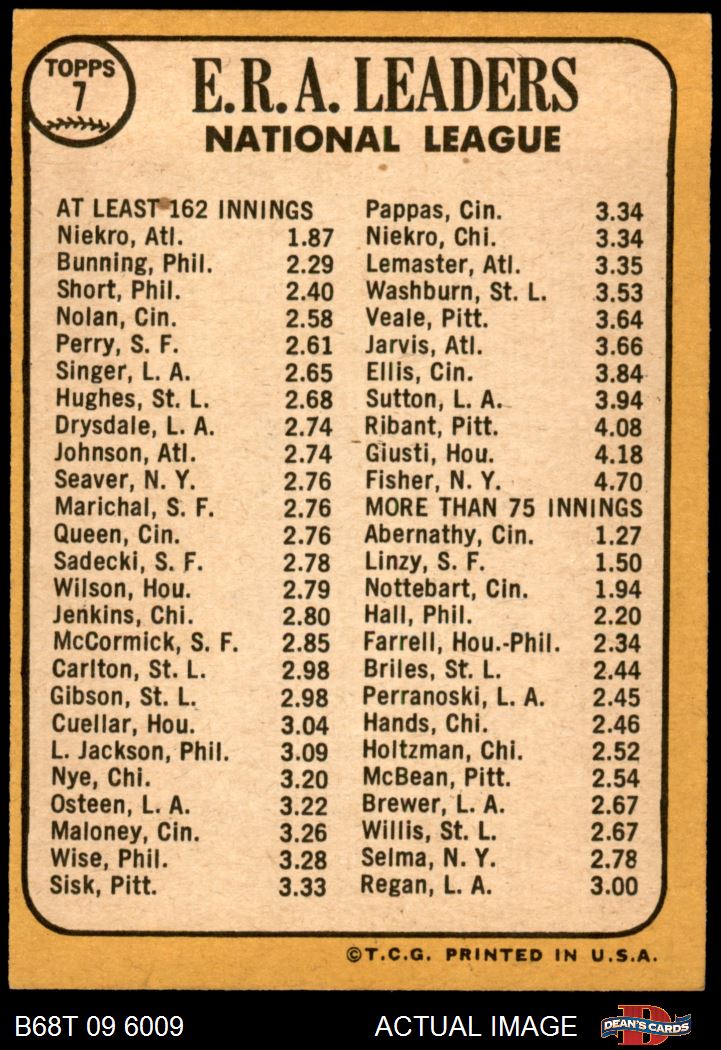 TOPPS
7
E.R.A. LEADERS
NATIONAL LEAGUE
AT LEAST 162 INNINGS
Niekro, Atl. 1.87
Bunning, Phil. 2.29
Short, Phil. 2.40
Nolan, Cin. 2.58
Perry, S. F. 2.61
Singer, L. A. 2.65
Hughes, St. L. 2.68
Drysdale, L. A. 2.74
Johnson, Atl. 2.74
Seaver, N. Y. 2.76
Marichal, S. F. 2.76
Queen, Cin. 2.76
Sadecki, S. F. 2.78
Wilson, Hou. 2.79
Jenkins, Chi. 2.80
McCormick, S. F. 2.85
Carlton, St. L. 2.98
Gibson, St. L. 2.98
Cuellar, Hou. 3.04
L. Jackson, Phil. 3.09
Nye, Chi. 3.20
Osteen, L. A. 3.22
Maloney, Cin. 3.26
Wise, Phil. 3.28
Sisk, Pitt. 3.33
Pappas, Cin. 3.34
Niekro, Chi. 3.34
Lemaster, Atl. 3.35
Washburn, St. L. 3.53
Veale, Pitt. 3.64
Jarvis, Atl. 3.66
Ellis, Cin. 3.84
Sutton, L. A. 3.94
Ribant, Pitt. 4.08
Giusti, Hou. 4.18
Fisher, N. Y. 4.70
MORE THAN 75 INNINGS
Abernathy, Cin. 1.27
Linzy, S. F. 1.50
Nottebart, Cin. 1.94
Hall, Phil. 2.20
Farrell, Hou.-Phil. 2.34
Briles, St. L. 2.44
Perranoski, L. A. 2.45
Hands, Chi. 2.46
Holtzman, Chi. 2.52
McBean, Pitt. 2.54
Brewer, L. A. 2.67
Willis, St. L. 2.67
Selma, N. Y. 2.78
Regan, L. A. 3.00
©T.C.G. PRINTED IN U.S.A.
B68T 09 6009 ACTUAL IMAGE
D
DEAN'S CARDS